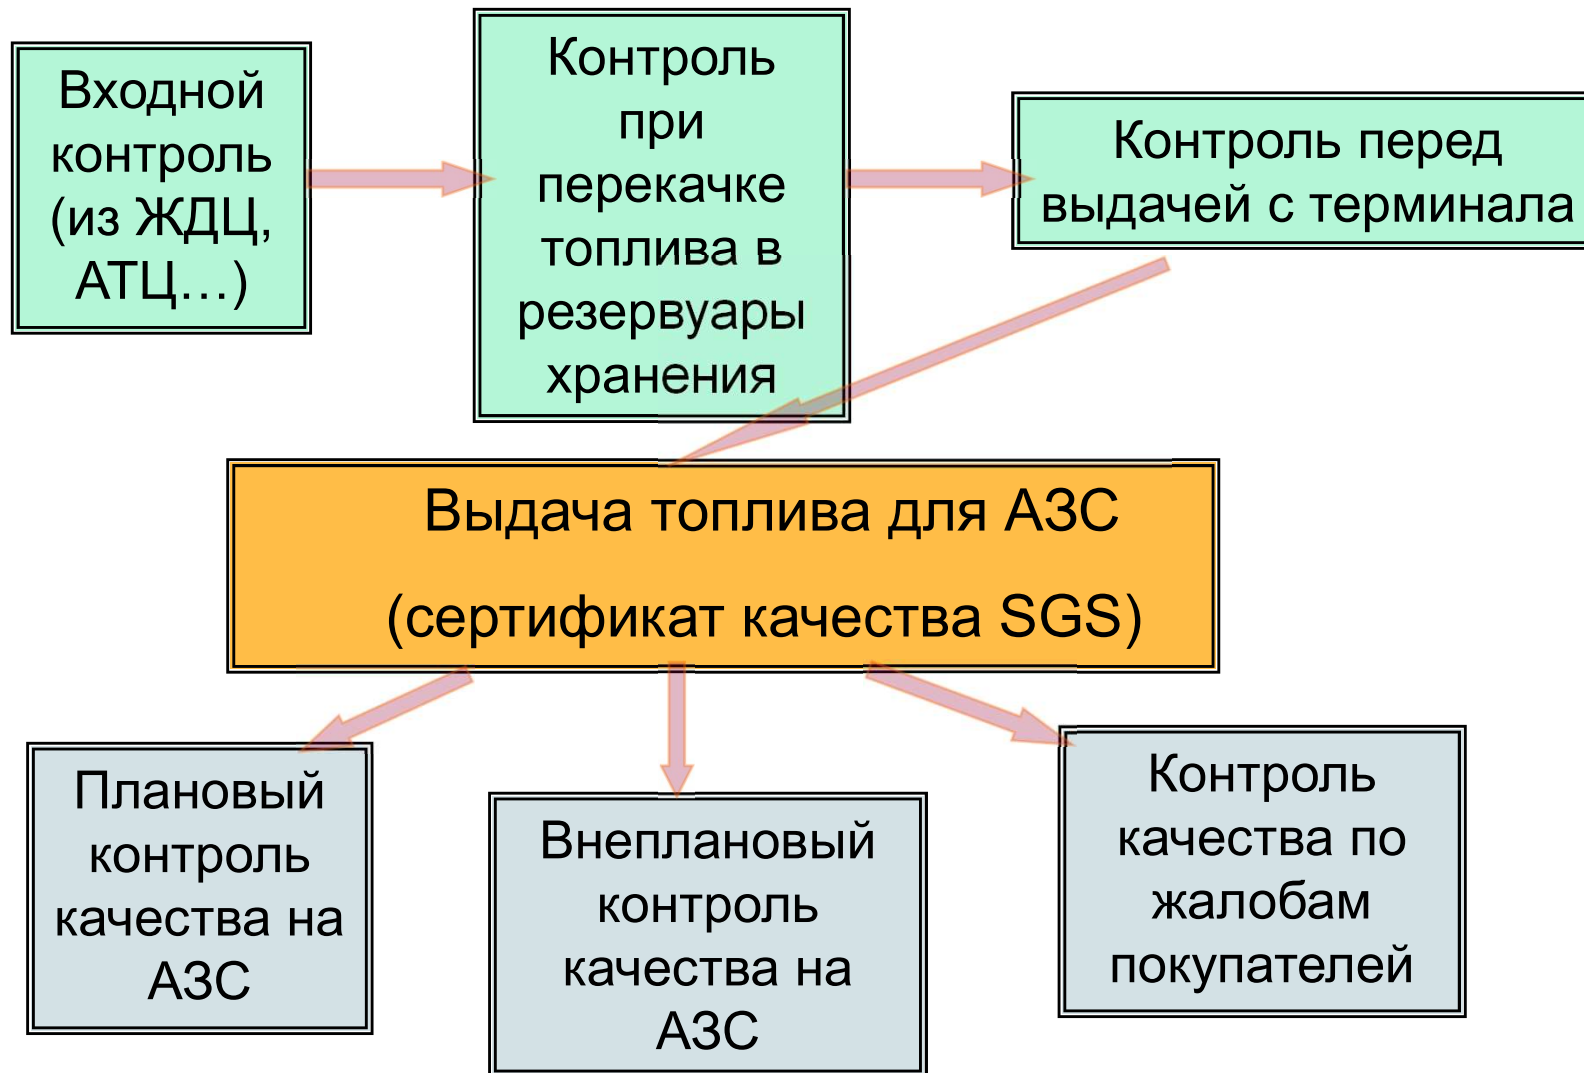 Входной
контроль
(из ЖДЦ,
АТЦ…)
Контроль
при
перекачке
топлива в
резервуары
хранения
Контроль перед
выдачей с терминала
Выдача топлива для АЗС
(сертификат качества SGS)
Плановый
контроль
качества на
АЗС
Внеплановый
контроль
качества на
АЗС
Контроль
качества по
жалобам
покупателей